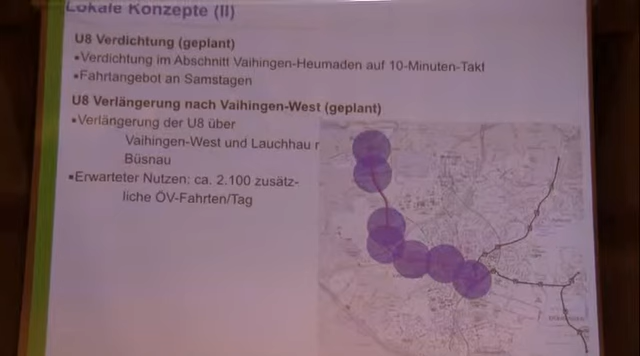 Lokale Konzepte (II)
U8 Verdichtung (geplant)
▪Verdichtung im Abschnitt Vaihingen-Heumaden auf 10-Minuten-Takt
▪Fahrtangebot an Samstagen
U8 Verlängerung nach Vaihingen-West (geplant)
▪Verlängerung der U8 über
Vaihingen-West und Lauchhau n
Büsnau
▪Erwarteter Nutzen: ca. 2.100 zusätz-
liche ÖV-Fahrten/Tag